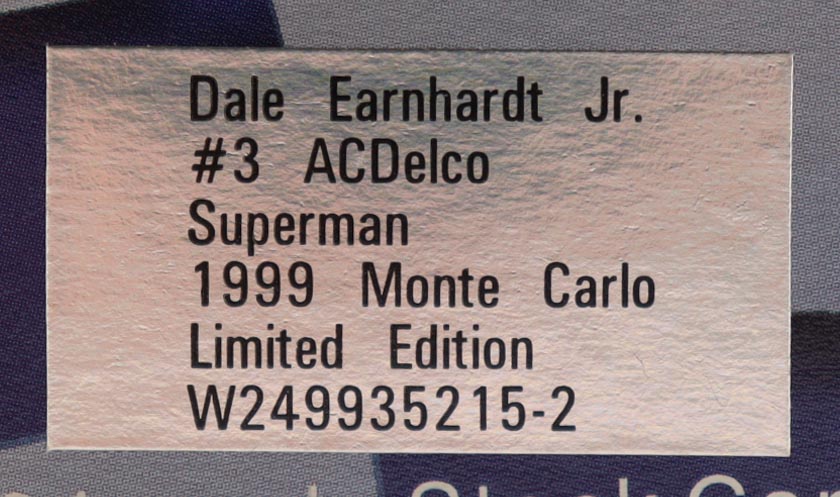 Dale Earnhardt Jr.
#3 ACDelco
Superman
1999 Monte Carlo
Limited Edition
W249935215-2